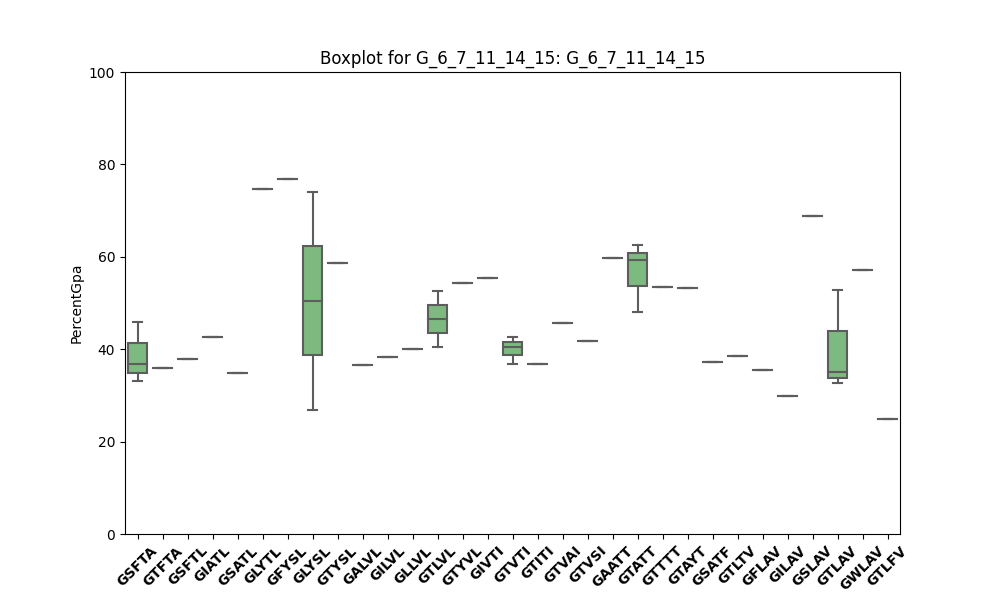 Boxplot for G_6_7_11_14_15: G_6_7_11_14_15
PercentGpa
100
80
60
40
20
0
GSFTA
GTFTA
GSFTL
GIATL
GSATL
GLYTL
GFYSL
GLYSL
GTYSL
GALVL
GILVL
GLLVL
GTLVL
GTYVL
GIVTI
GTVTI
GTITI
GTVAI
GTVSI
GAATT
GTATT
GTTTT
GTAYT
GSATF
GTLTV
GFLAV
GILAV
GSLAV
GTLAV
GWLAV
GTLFV